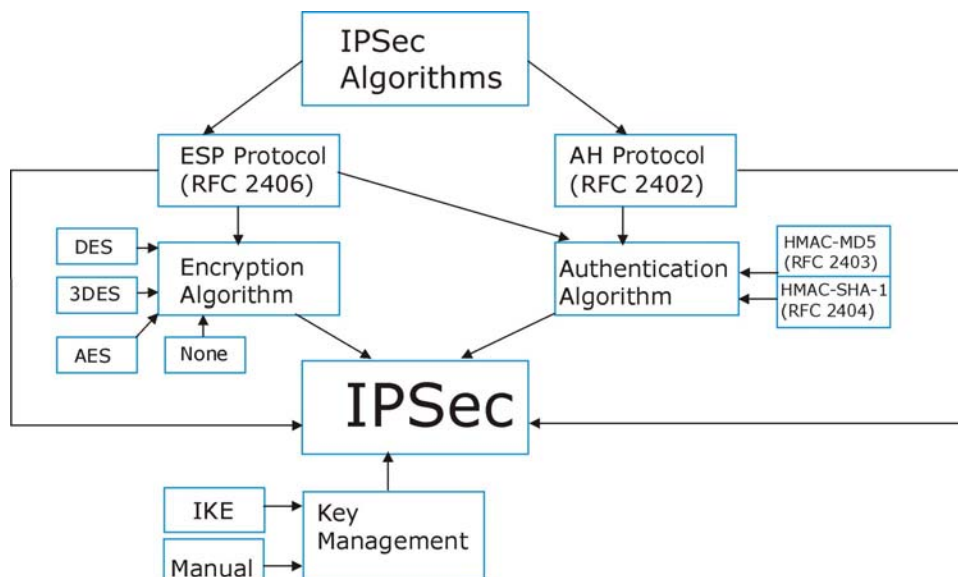 IPSec
Algorithms
ESP Protocol
(RFC 2406)
AH Protocol
(RFC 2402)
DES
3DES
AES
None
Encryption
Algorithm
Authentication
Algorithm
HMAC-MD5
(RFC 2403)
HMAC-SHA-1
(RFC 2404)
IPSec
IKE
Manual
Key
Management